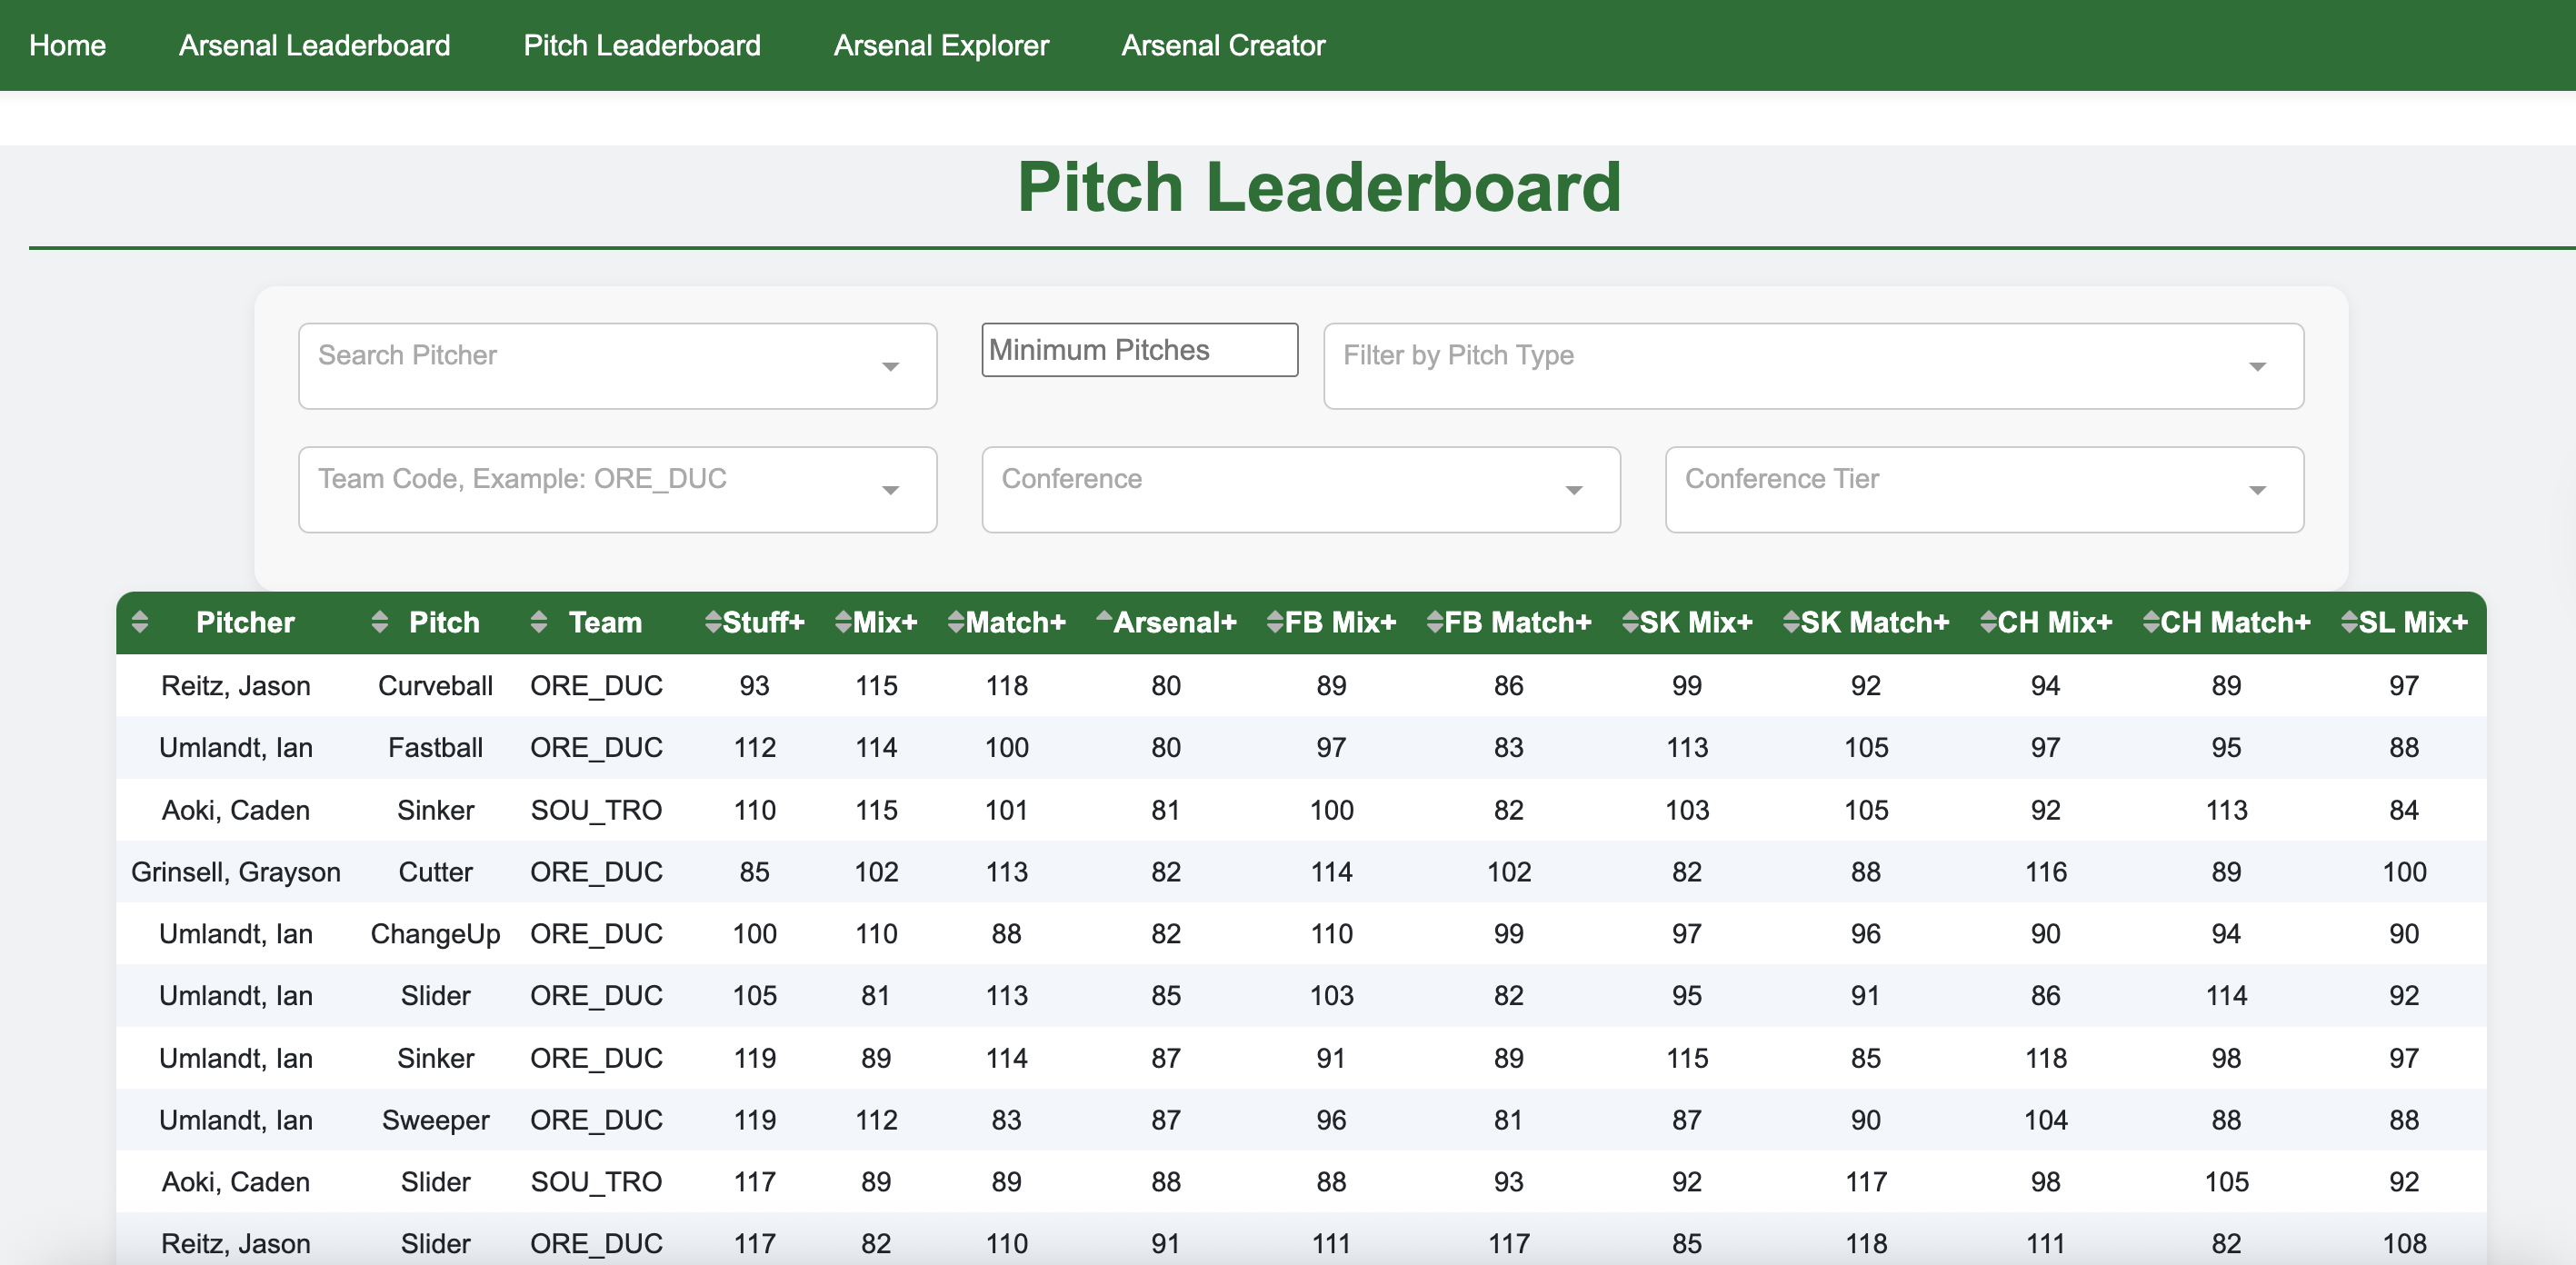 Home Arsenal Leaderboard Pitch Leaderboard Arsenal Explorer Arsenal Creator
Pitch Leaderboard
Search Pitcher Minimum Pitches Filter by Pitch Type
Team Code, Example: ORE_DUC Conference Conference Tier
Pitcher Pitch Team Stuff+ Mix+ Match+ Arsenal+ FB Mix+ FB Match+ SK Mix+ SK Match+ CH Mix+ CH Match+ SL Mix+
Reitz, Jason Curveball ORE_DUC 93 115 118 80 89 86 99 92 94 89 97
Umlandt, Ian Fastball ORE_DUC 112 114 100 80 97 83 113 105 97 95 88
Aoki, Caden Sinker SOU_TRO 110 115 101 81 100 82 103 105 92 113 84
Grinsell, Grayson Cutter ORE_DUC 85 102 113 82 114 102 82 88 116 89 100
Umlandt, Ian ChangeUp ORE_DUC 100 110 88 82 110 99 97 96 90 94 90
Umlandt, Ian Slider ORE_DUC 105 81 113 85 103 82 95 91 86 114 92
Umlandt, Ian Sinker ORE_DUC 119 89 114 87 91 89 115 85 118 98 97
Umlandt, Ian Sweeper ORE_DUC 119 112 83 87 96 81 87 90 104 88 88
Aoki, Caden Slider SOU_TRO 117 89 89 88 88 93 92 117 98 105 92
Reitz, Jason Slider ORE_DUC 117 82 110 91 111 117 85 118 111 82 108